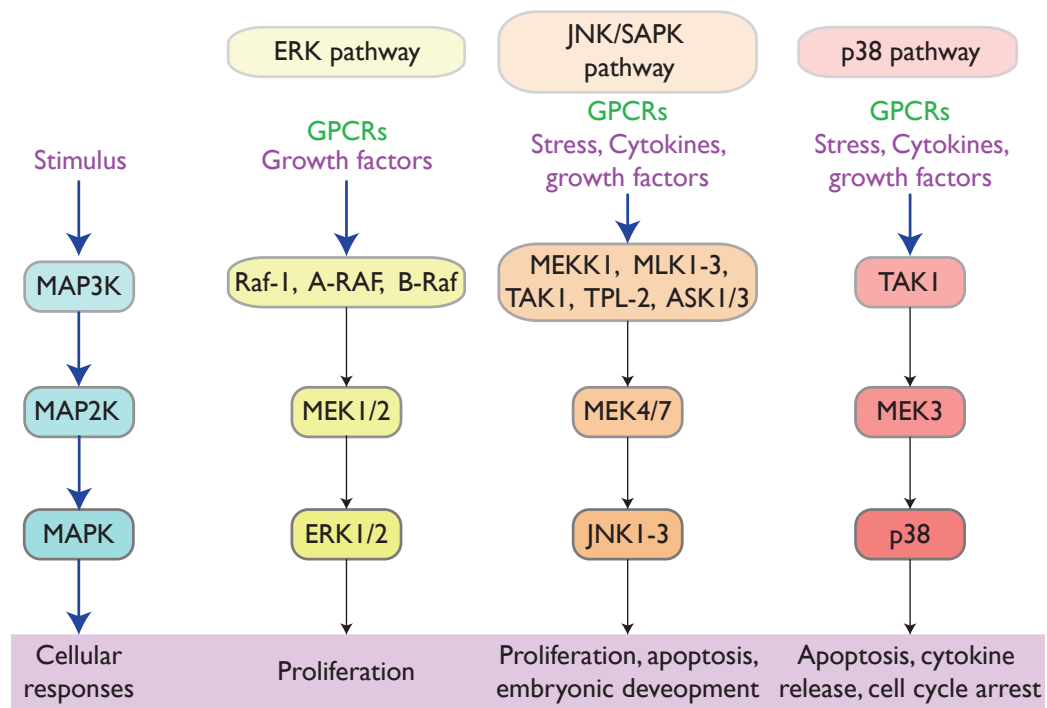 ERK pathway
JNK/SAPK
pathway
p38 pathway
Stimulus
GPCRs
Growth factors
GPCRs
Stress, Cytokines,
growth factors
GPCRs
Stress, Cytokines,
growth factors
MAP3K
Raf-1, A-RAF, B-Raf
MEKK1, MLK1-3,
TAK1, TPL-2, ASK1/3
TAK1
MAP2K
MEK1/2
MEK4/7
MEK3
MAPK
ERK1/2
JNK1-3
p38
Cellular
responses
Proliferation
Proliferation, apoptosis,
embryonic deveopment
Apoptosis, cytokine
release, cell cycle arrest